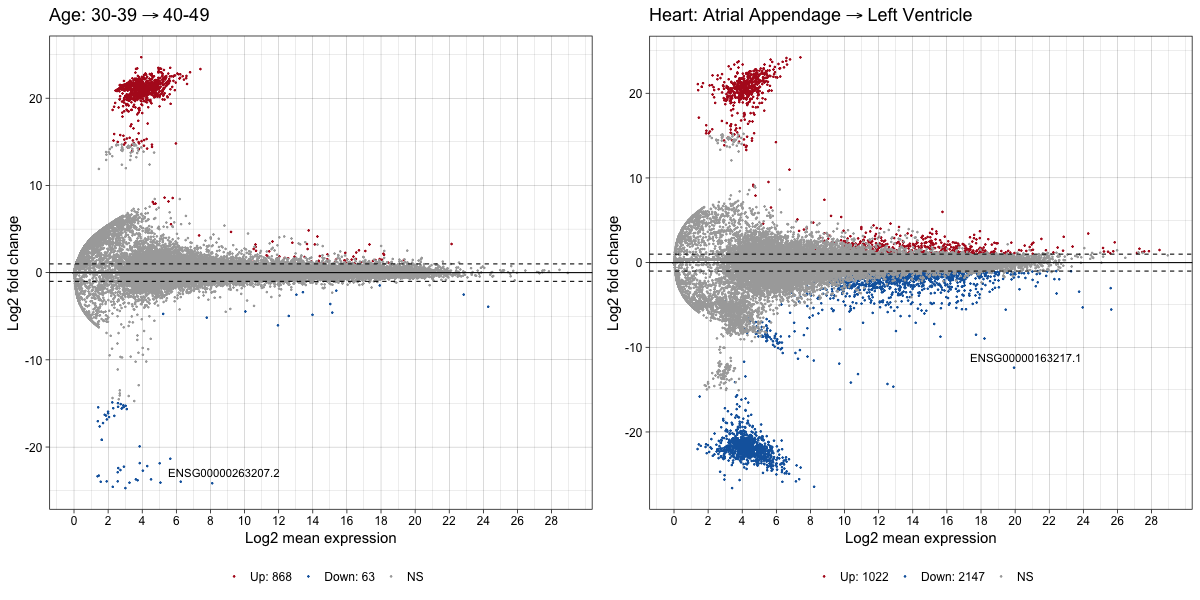 Age: 30-39 → 40-49
Log2 fold change
20
10
0
-10
-20
ENSG00000263207.2
0 2 4 6 8 10 12 14 16 18 20 22 24 26 28
Log2 mean expression
Up: 868 Down: 63 NS
Heart: Atrial Appendage → Left Ventricle
Log2 fold change
20
10
0
-10
-20
ENSG00000163217.1
0 2 4 6 8 10 12 14 16 18 20 22 24 26 28
Log2 mean expression
Up: 1022 Down: 2147 NS